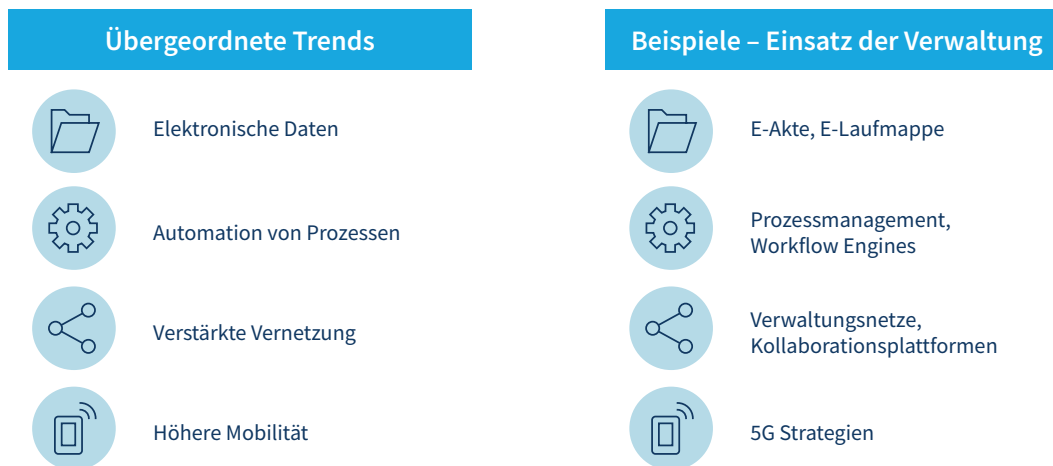 Übergeordnete Trends
Elektronische Daten
Automation von Prozessen
Verstärkte Vernetzung
Höhere Mobilität
Beispiele – Einsatz der Verwaltung
E-Akte, E-Laufmappe
Prozessmanagement,
Workflow Engines
Verwaltungsnetze,
Kollaborationsplattformen
5G Strategien